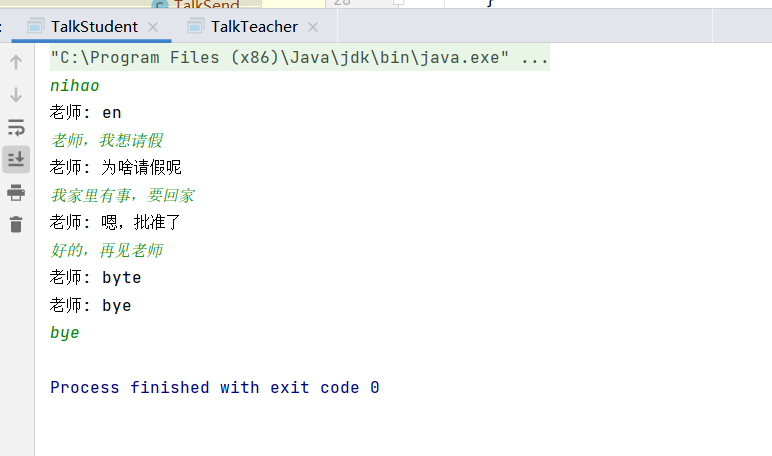 TalkSend
28
TalkStudent
TalkTeacher
"C:\Program Files (x86)\Java\jdk\bin\java.exe" ...
nihao
老师: en
老师，我想请假
老师: 为啥请假呢
我家里有事，要回家
老师: 嗯，批准了
好的，再见老师
老师: byte
老师: bye
bye
Process finished with exit code 0